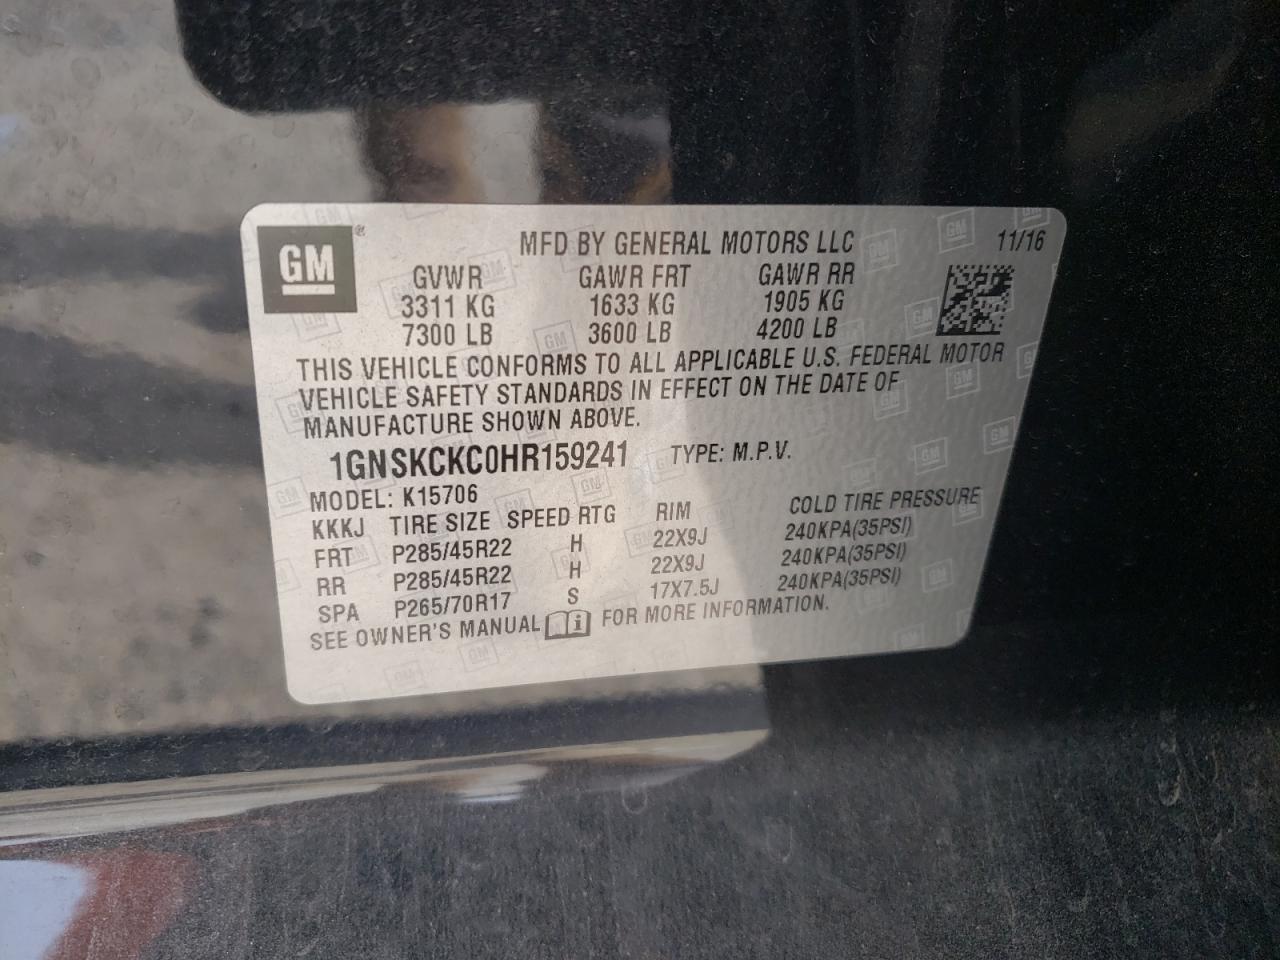 GM ®
MFD BY GENERAL MOTORS LLC 11/16
GVWR GAWR FRT GAWR RR
3311 KG 1633 KG 1905 KG
7300 LB 3600 LB 4200 LB
THIS VEHICLE CONFORMS TO ALL APPLICABLE U.S. FEDERAL MOTOR
VEHICLE SAFETY STANDARDS IN EFFECT ON THE DATE OF
MANUFACTURE SHOWN ABOVE.
1GNSKCKC0HR159241 TYPE: M.P.V.
MODEL: K15706
KKKJ TIRE SIZE SPEED RTG RIM COLD TIRE PRESSURE
FRT P285/45R22 H 22X9J 240KPA(35PSI)
RR P285/45R22 H 22X9J 240KPA(35PSI)
SPA P265/70R17 S 17X7.5J 240KPA(35PSI)
SEE OWNER'S MANUAL FOR MORE INFORMATION.